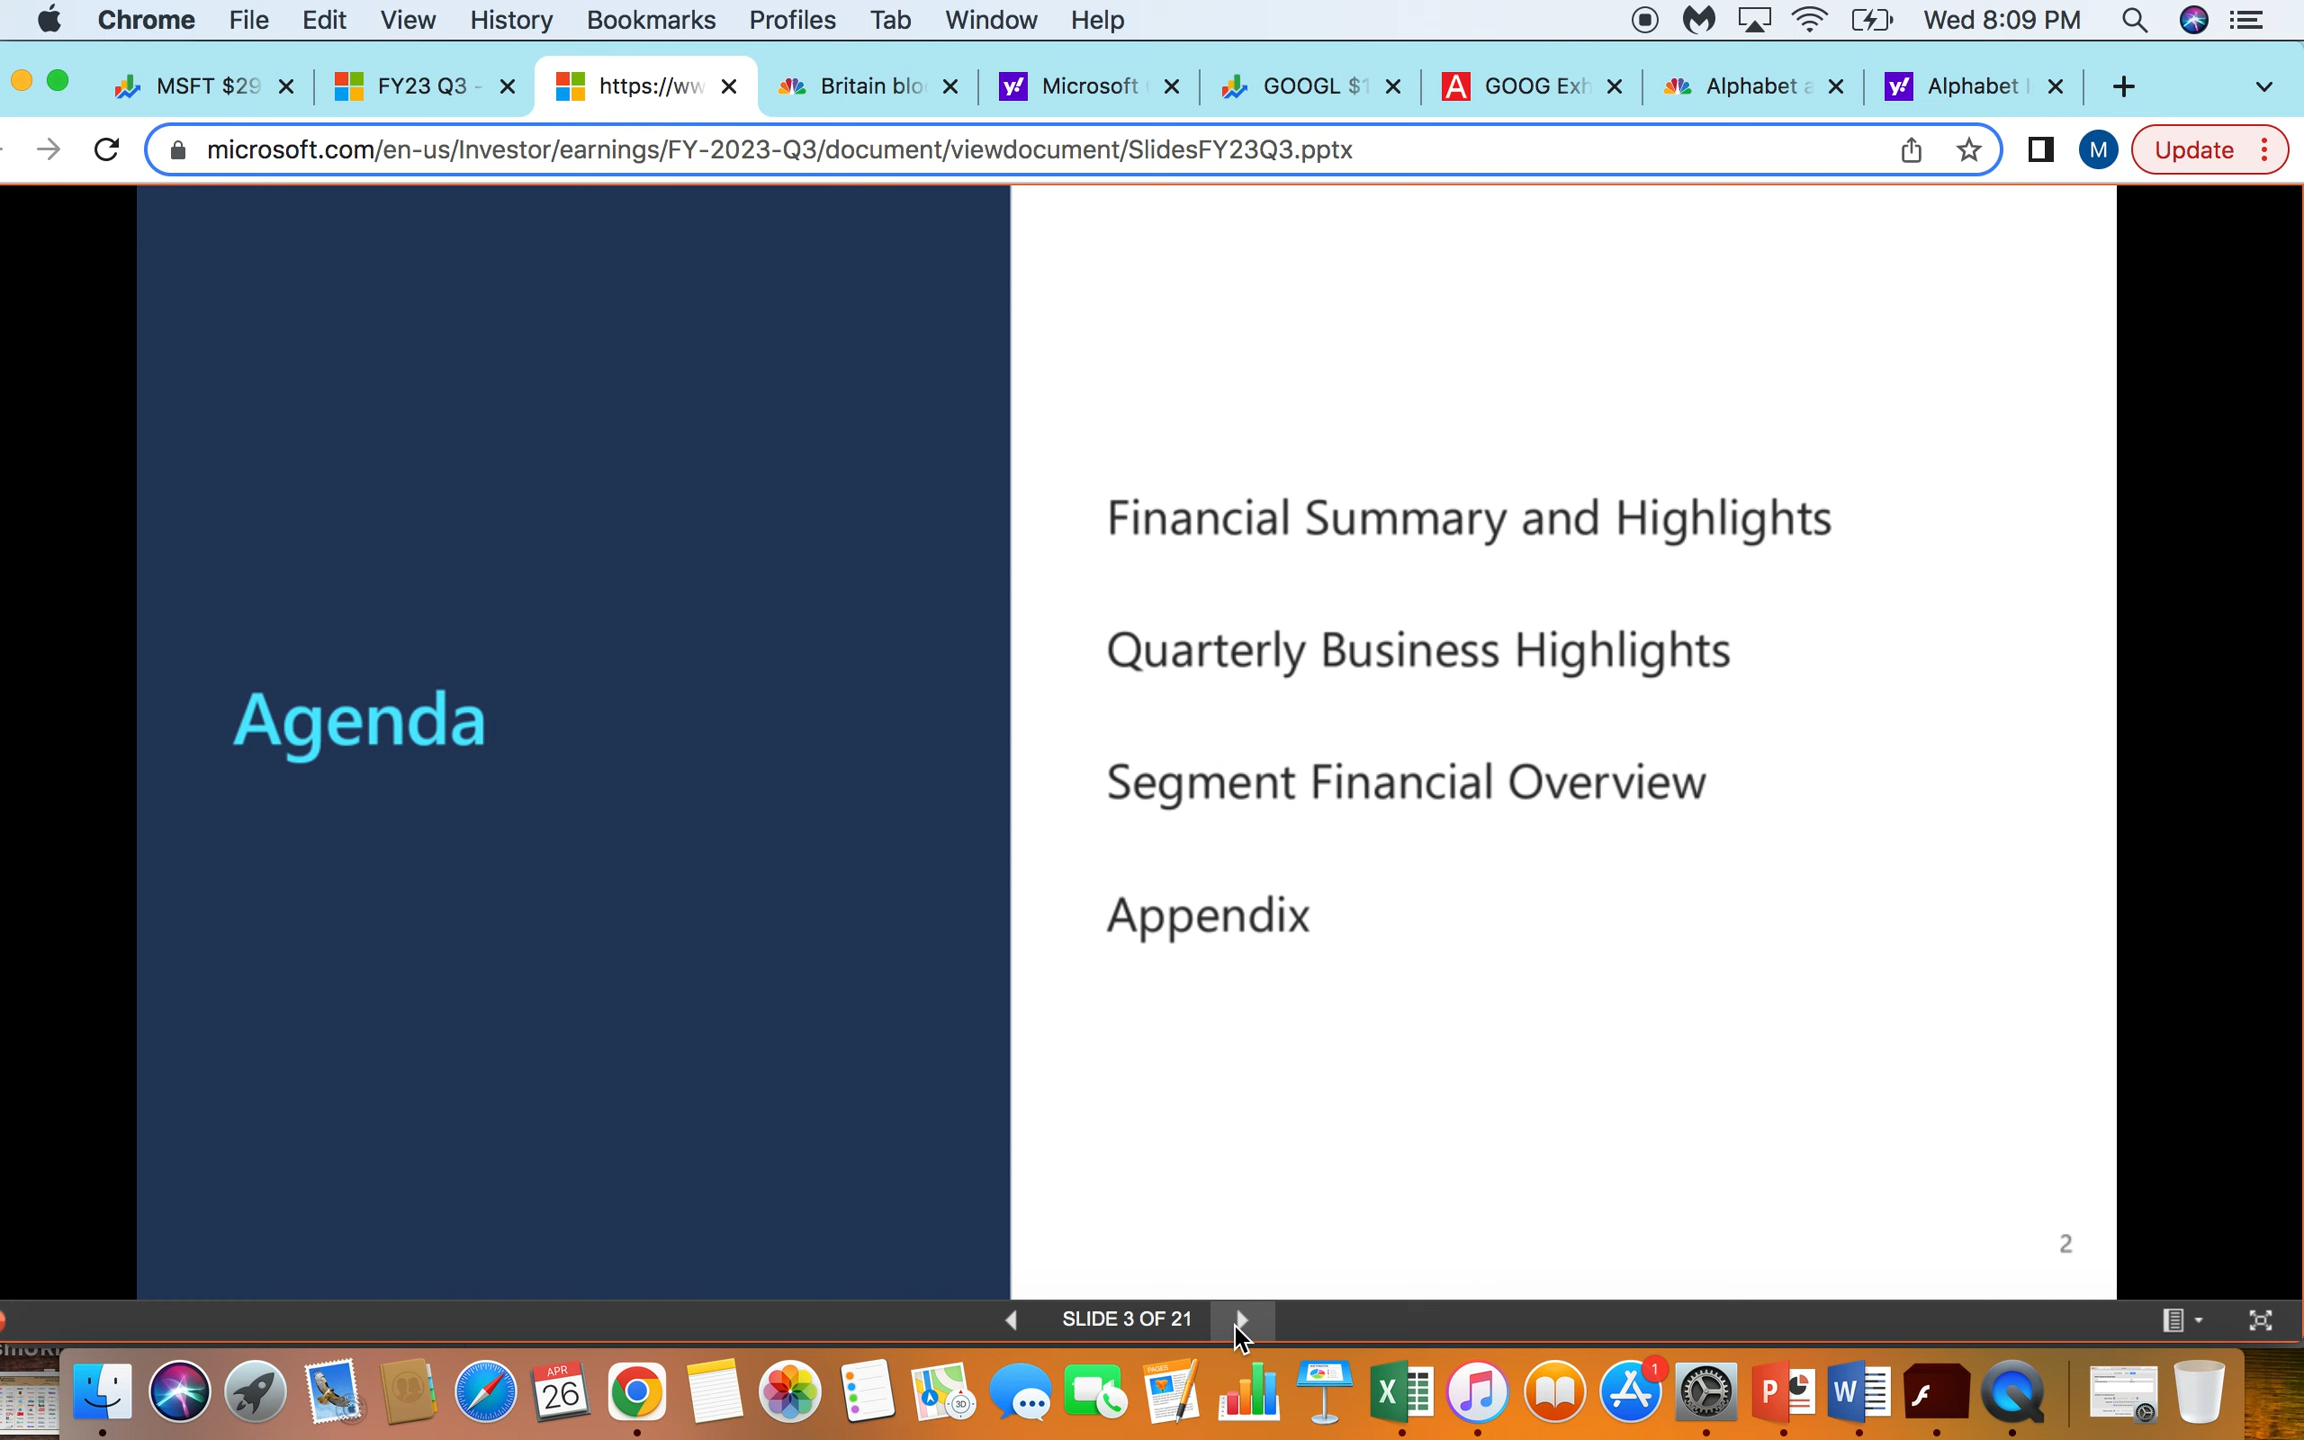 Chrome File Edit View History Bookmarks Profiles Tab Window Help Wed 8:09 PM
MSFT $29 FY23 Q3 - https://ww Britain blo Microsoft GOOGL $1 GOOG Exh Alphabet a Alphabet I
microsoft.com/en-us/Investor/earnings/FY-2023-Q3/document/viewdocument/SlidesFY23Q3.pptx M Update
Agenda
Financial Summary and Highlights
Quarterly Business Highlights
Segment Financial Overview
Appendix
2
SLIDE 3 OF 21
APR
26
3D
PAGES
X
1
P
W